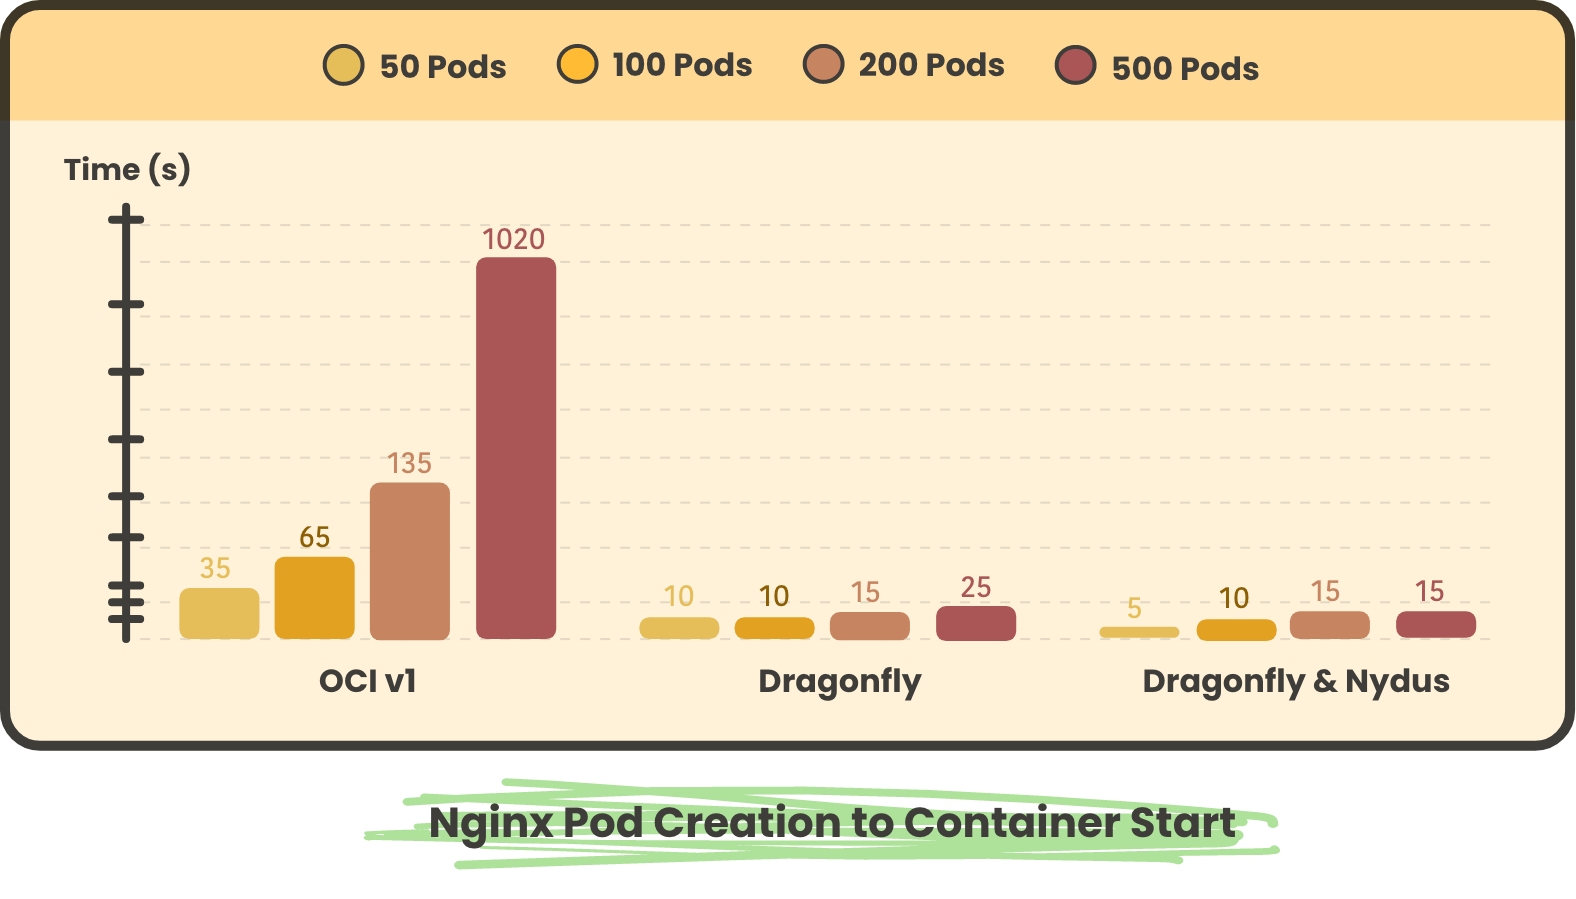 50 Pods 100 Pods 200 Pods 500 Pods
Time (s)
1020
135
65
35
10 10 15 25
5 10 15 15
OCI v1 Dragonfly Dragonfly & Nydus
Nginx Pod Creation to Container Start